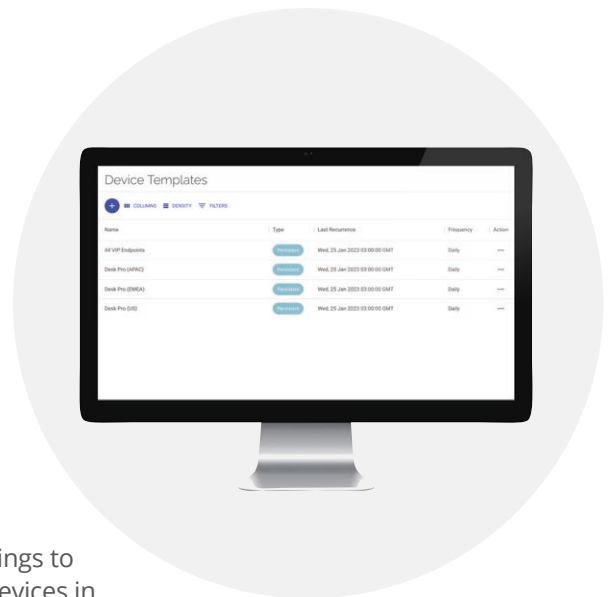 Device Templates
+ COLUMNS DENSITY FILTERS
Name Type Last Recurrence Frequency Action
All VIP Endpoints Persistent Wed, 25 Jan 2023 03:00:00 GMT Daily ...
Desk Pro (APAC) Persistent Wed, 25 Jan 2023 03:00:00 GMT Daily ...
Desk Pro (EMEA) Persistent Wed, 25 Jan 2023 03:00:00 GMT Daily ...
Desk Pro (US) Persistent Wed, 25 Jan 2023 03:00:00 GMT Daily ...
ings to
evices in